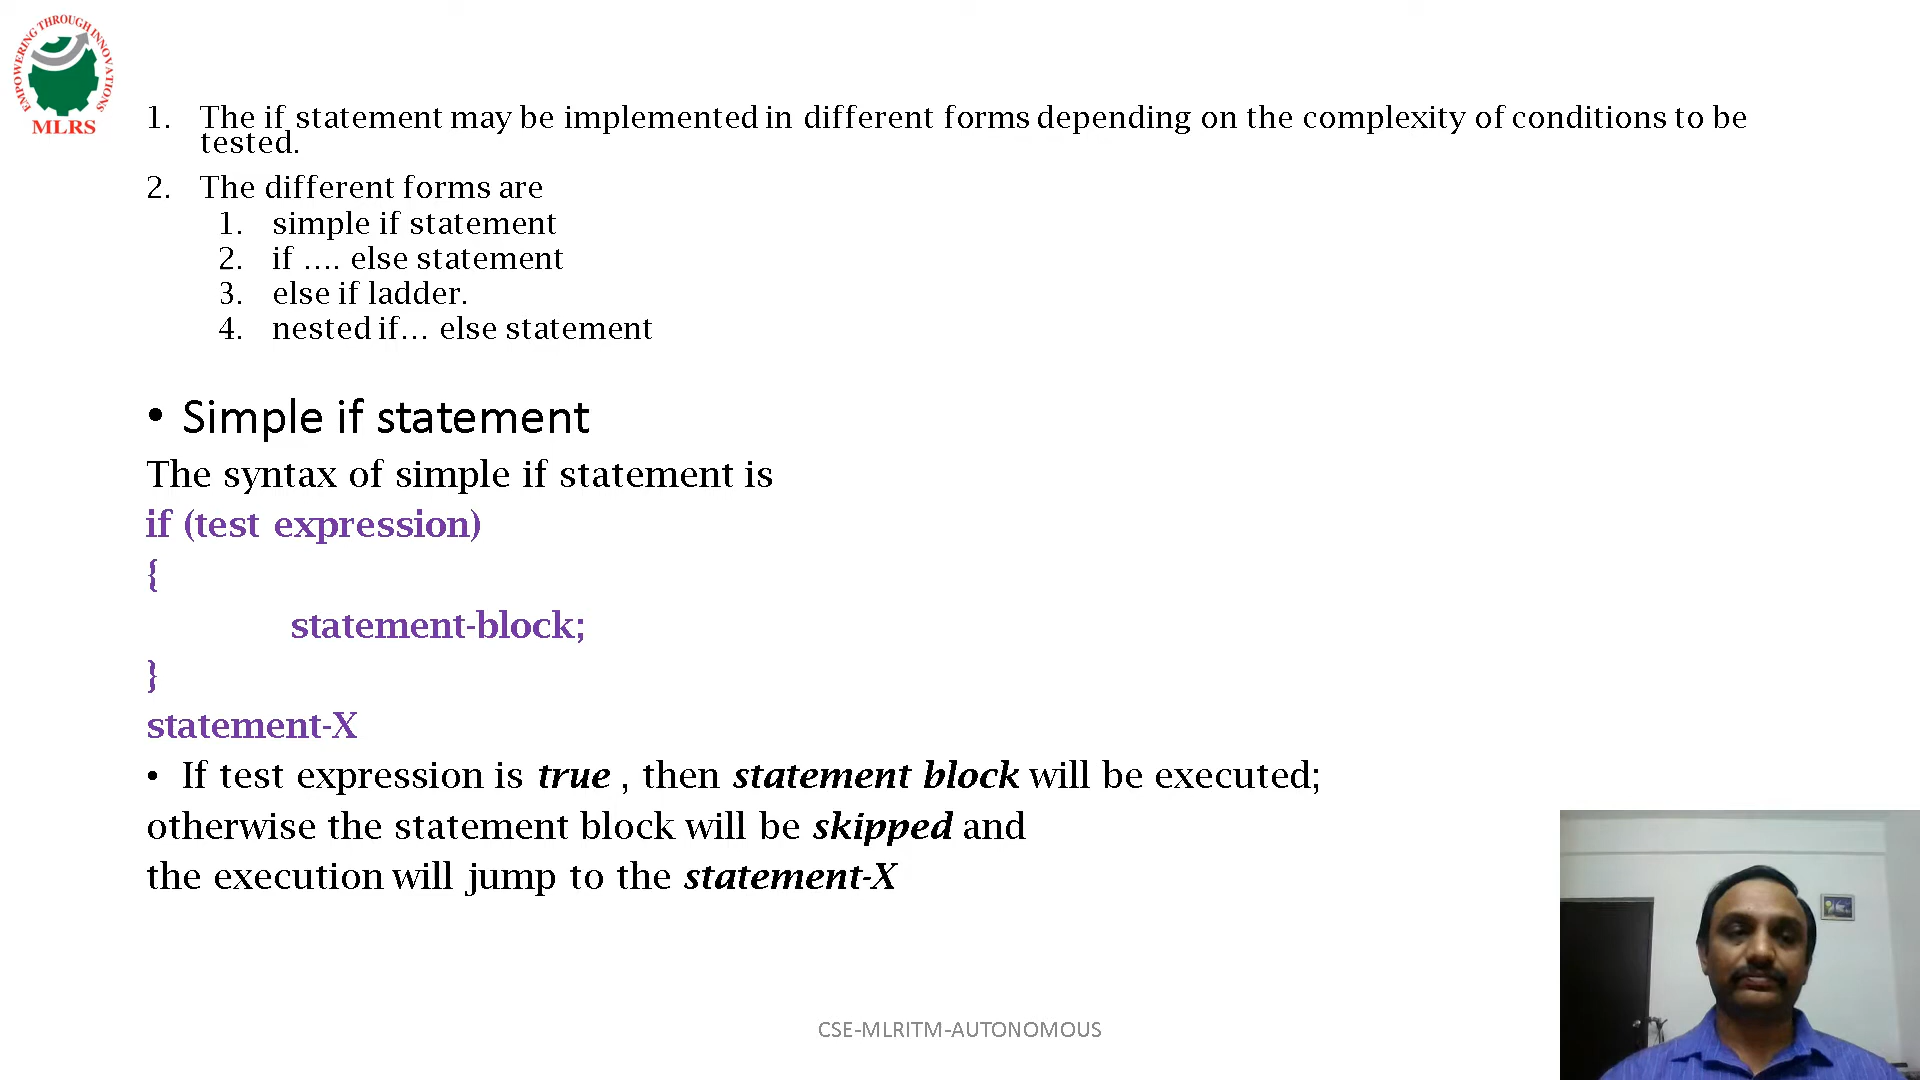 EMPOWERING THROUGH INNOVATIONS
MLRS
1. The if statement may be implemented in different forms depending on the complexity of conditions to be
tested.
2. The different forms are
1. simple if statement
2. if .... else statement
3. else if ladder.
4. nested if... else statement
• Simple if statement
The syntax of simple if statement is
if (test expression)
{
statement-block;
}
statement-X
• If test expression is true , then statement block will be executed;
otherwise the statement block will be skipped and
the execution will jump to the statement-X
CSE-MLRITM-AUTONOMOUS